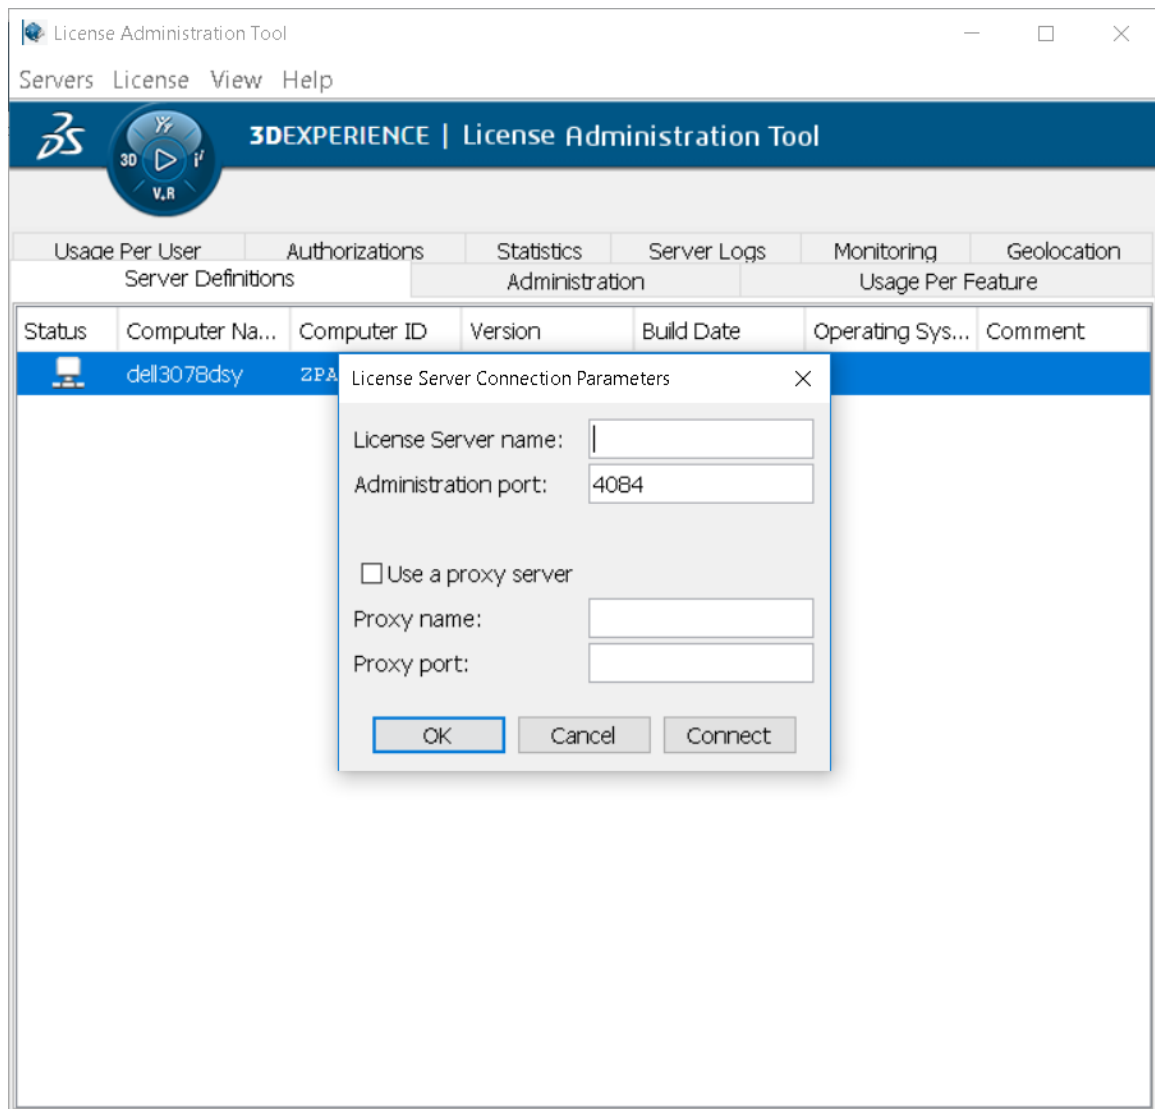 License Administration Tool
Servers License View Help
3DS 3DEXPERIENCE | License Administration Tool
3D i′
V.R
Usage Per User Authorizations Statistics Server Logs Monitoring Geolocation
Server Definitions Administration Usage Per Feature
Status Computer Na... Computer ID Version Build Date Operating Sys... Comment
dell3078dsy ZPA
License Server Connection Parameters
License Server name:
Administration port: 4084
Use a proxy server
Proxy name:
Proxy port:
OK Cancel Connect